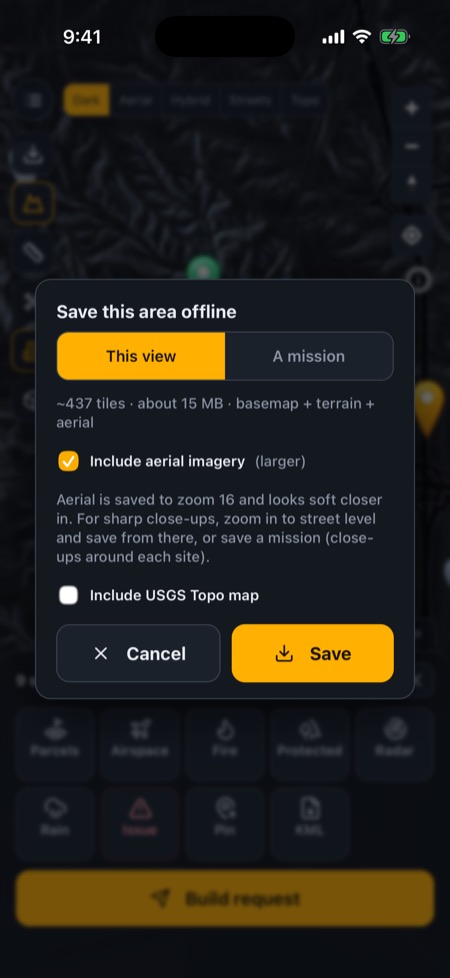 9:41
Dark Aerial Hybrid Streets Topo
Save this area offline
This view A mission
~437 tiles · about 15 MB · basemap + terrain +
aerial
Include aerial imagery (larger)
Aerial is saved to zoom 16 and looks soft closer
in. For sharp close-ups, zoom in to street level
and save from there, or save a mission (close-
ups around each site).
Include USGS Topo map
Cancel Save
Parcels Airspace Fire Protected Radar
Rain Issue Pin KML
Build request